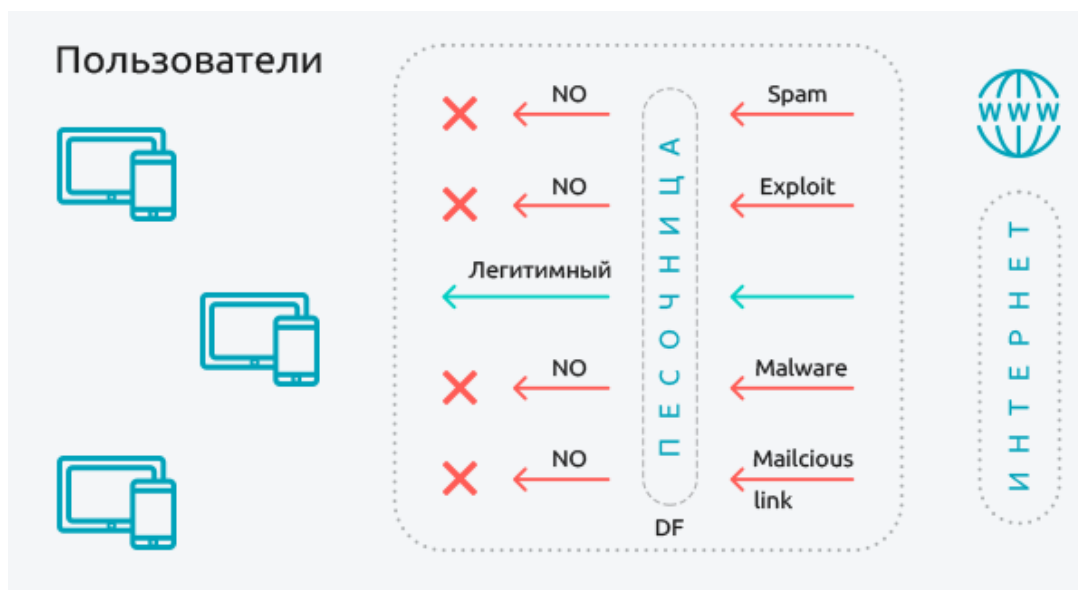 Пользователи
NO
Spam
WWW
NO
Exploit
Легитимный
NO
Malware
NO
Mailcious
link
ПЕСОЧНИЦА
DF
ИНТЕРНЕТ